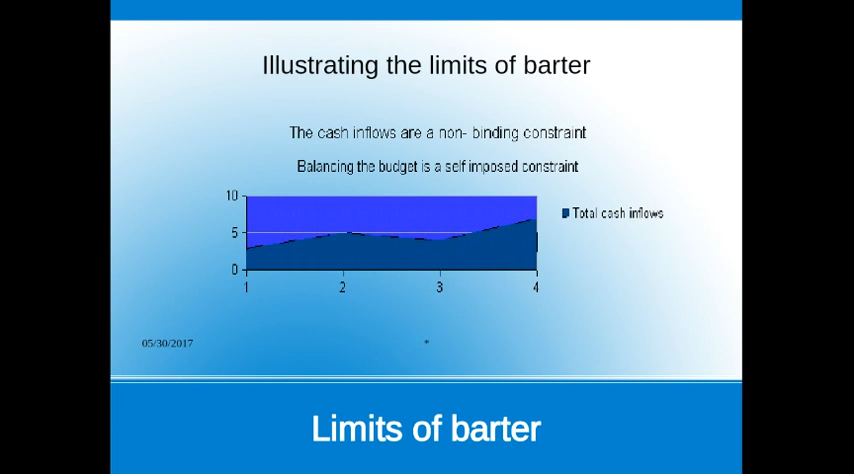 Illustrating the limits of barter
The cash inflows are a non- binding constraint
Balancing the budget is a self imposed constraint
10
5
0
1 2 3 4
Total cash inflows
05/30/2017 *
Limits of barter